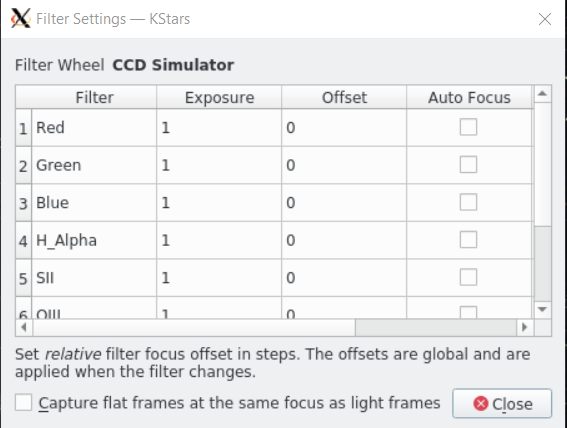 Filter Settings — KStars
Filter Wheel CCD Simulator
Filter Exposure Offset Auto Focus
1 Red 1 0
2 Green 1 0
3 Blue 1 0
4 H_Alpha 1 0
5 SII 1 0
6 OIII 1 0
Set relative filter focus offset in steps. The offsets are global and are
applied when the filter changes.
Capture flat frames at the same focus as light frames
Close